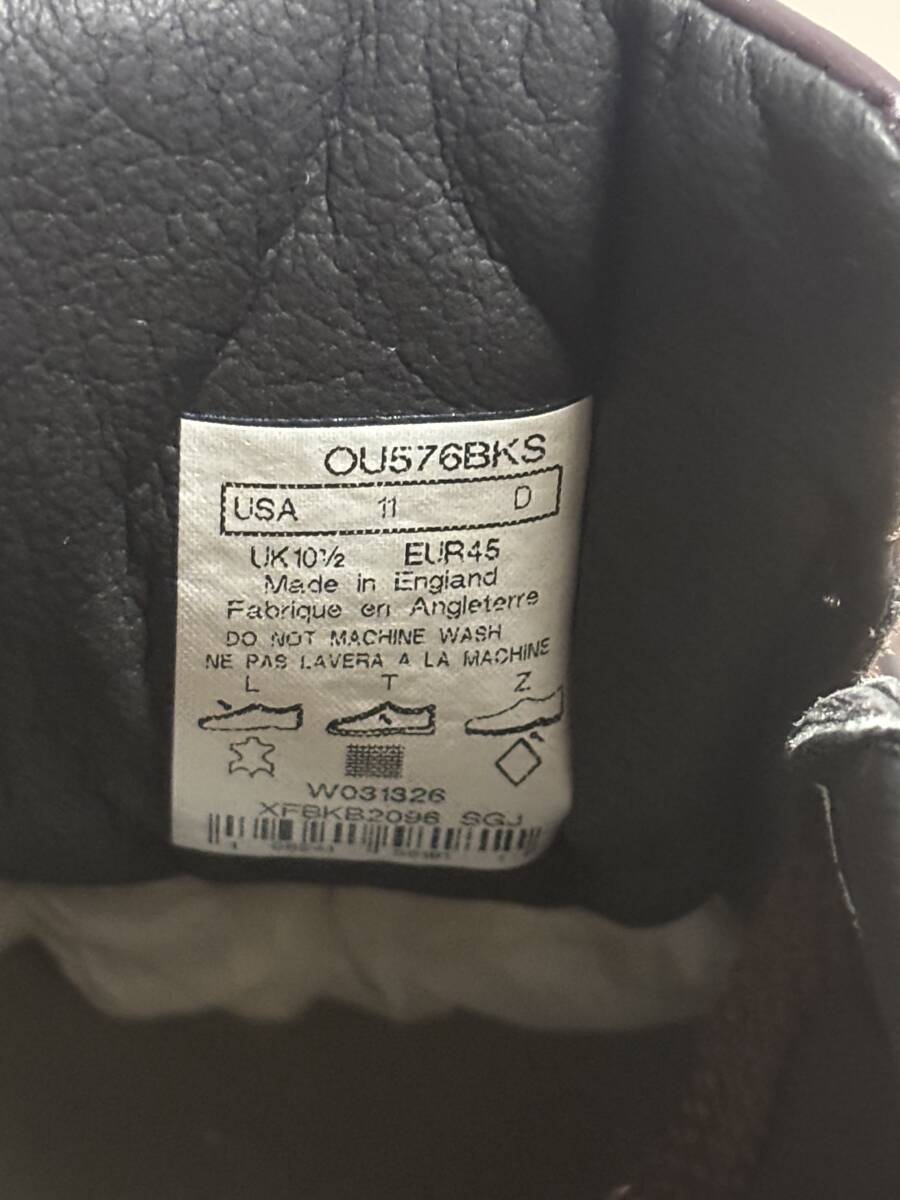 OU576BKS
USA 11 D
UK10½ EUR45
Made in England
Fabrique en Angleterre
DO NOT MACHINE WASH
NE PAS LAVERA A LA MACHINE
L T Z
W031326
XFBKB2096 SGJ